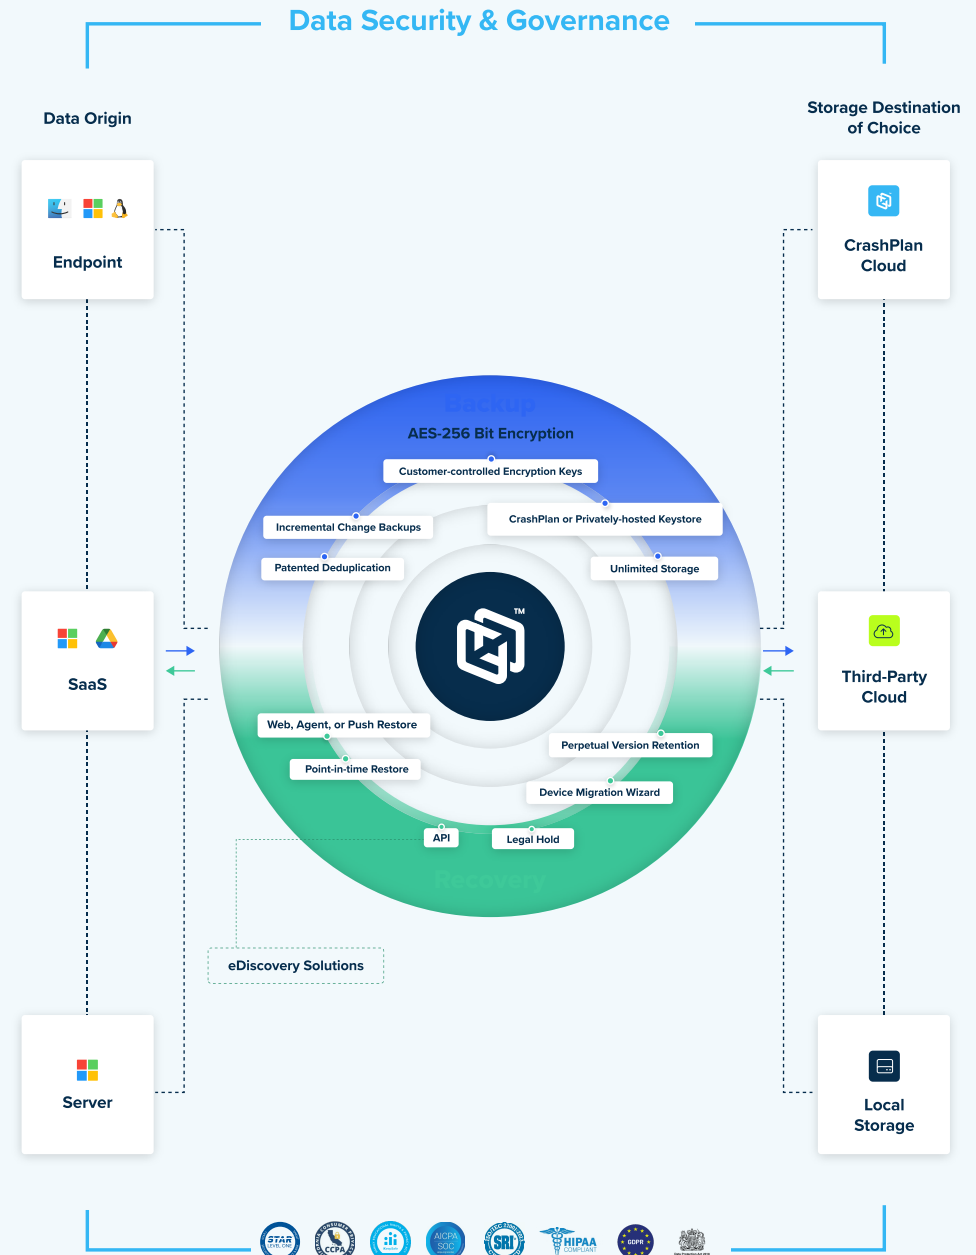 Data Security & Governance
Data Origin
Storage Destination
of Choice
Endpoint
CrashPlan
Cloud
Backup
AES-256 Bit Encryption
Customer-controlled Encryption Keys
CrashPlan or Privately-hosted Keystore
Incremental Change Backups
Patented Deduplication
Unlimited Storage
TM
SaaS
Third-Party
Cloud
Web, Agent, or Push Restore
Perpetual Version Retention
Point-in-time Restore
Device Migration Wizard
API
Legal Hold
Recovery
eDiscovery Solutions
Server
Local
Storage
STAR
LEVEL ONE
CCPA
AICPA
SOC
SRI
HIPAA
COMPLIANT
GDPR